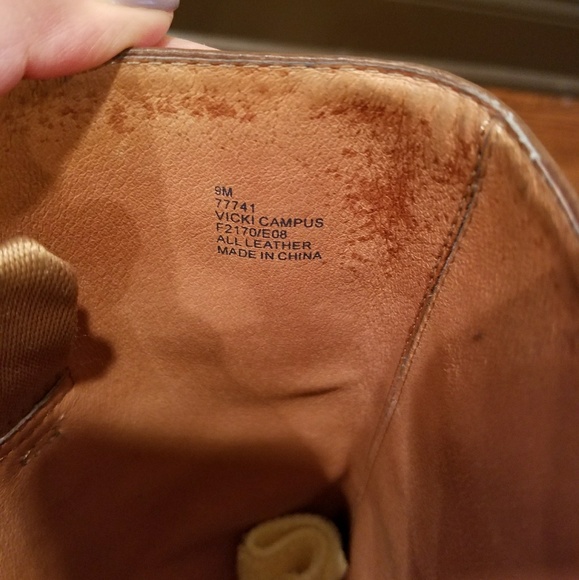 9M
77741
VICKI CAMPUS
F2170/E08
ALL LEATHER
MADE IN CHINA